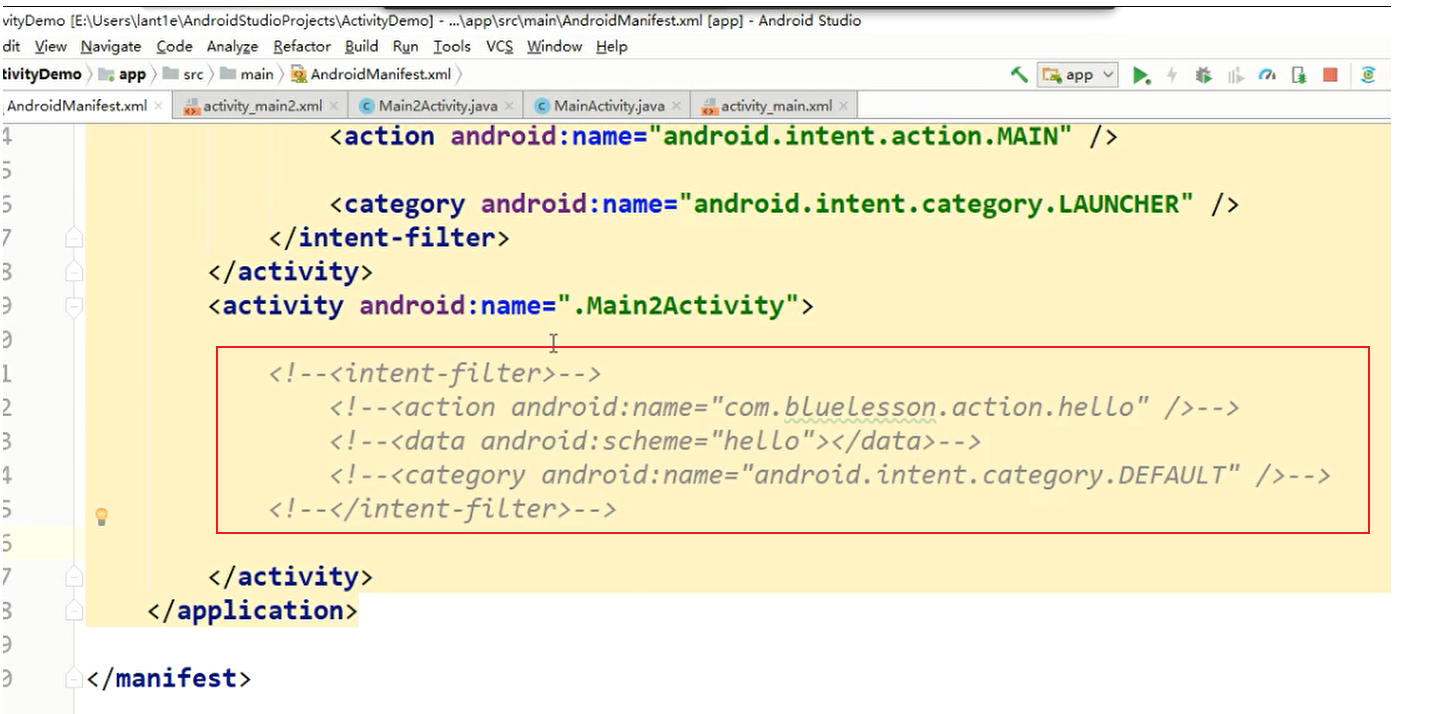 vityDemo [E:\Users\lant1e\AndroidStudioProjects\ActivityDemo] - ...\app\src\main\AndroidManifest.xml [app] - Android Studio
dit View Navigate Code Analyze Refactor Build Run Tools VCS Window Help
tivityDemo app src main AndroidManifest.xml app
AndroidManifest.xml activity_main2.xml Main2Activity.java MainActivity.java activity_main.xml
4 <action android:name="android.intent.action.MAIN" />
5
6 <category android:name="android.intent.category.LAUNCHER" />
7 </intent-filter>
8 </activity>
9 <activity android:name=".Main2Activity">
0
1 <!--<intent-filter>-->
2 <!--<action android:name="com.bluelesson.action.hello" />-->
3 <!--<data android:scheme="hello"></data>-->
4 <!--<category android:name="android.intent.category.DEFAULT" />-->
5 <!--</intent-filter>-->
6
7 </activity>
8 </application>
9
0 </manifest>